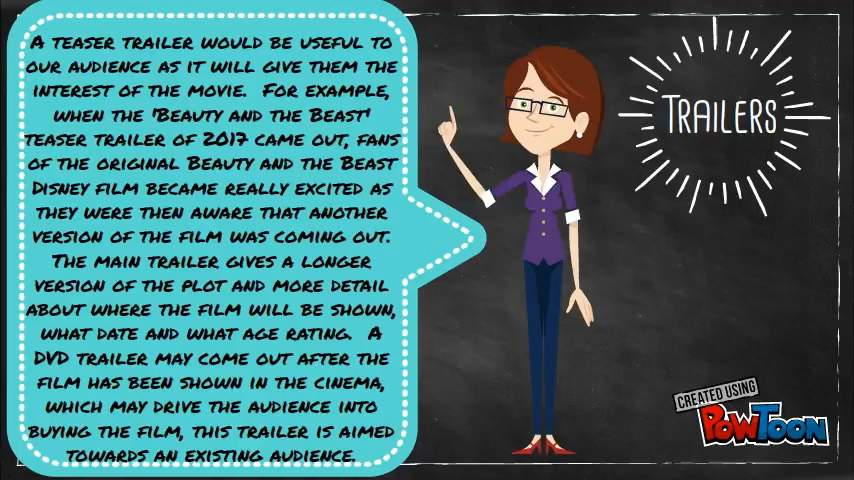 A TEASER TRAILER WOULD BE USEFUL TO
OUR AUDIENCE AS IT WILL GIVE THEM THE
INTEREST OF THE MOVIE. FOR EXAMPLE,
WHEN THE 'BEAUTY AND THE BEAST'
TEASER TRAILER OF 2017 CAME OUT, FANS
OF THE ORIGINAL BEAUTY AND THE BEAST
DISNEY FILM BECAME REALLY EXCITED AS
THEY WERE THEN AWARE THAT ANOTHER
VERSION OF THE FILM WAS COMING OUT.
THE MAIN TRAILER GIVES A LONGER
VERSION OF THE PLOT AND MORE DETAIL
ABOUT WHERE THE FILM WILL BE SHOWN,
WHAT DATE AND WHAT AGE RATING. A
DVD TRAILER MAY COME OUT AFTER THE
FILM HAS BEEN SHOWN IN THE CINEMA,
WHICH MAY DRIVE THE AUDIENCE INTO
BUYING THE FILM, THIS TRAILER IS AIMED
TOWARDS AN EXISTING AUDIENCE.
TRAILERS
CREATED USING
POWTOON